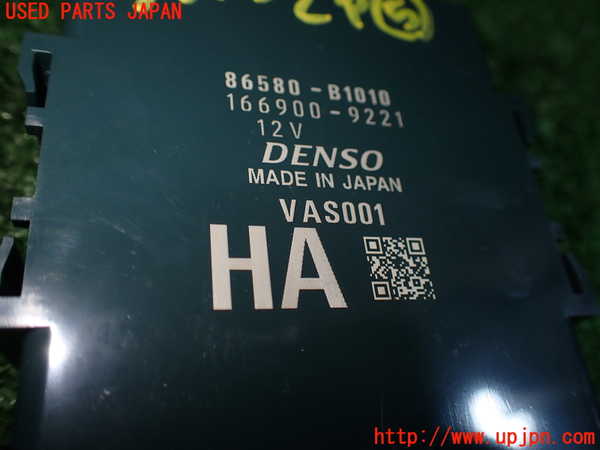 USED PARTS JAPAN
86580-B1010
166900-9221
12V
DENSO
MADE IN JAPAN
VAS001
HA
http://www.upjpn.com